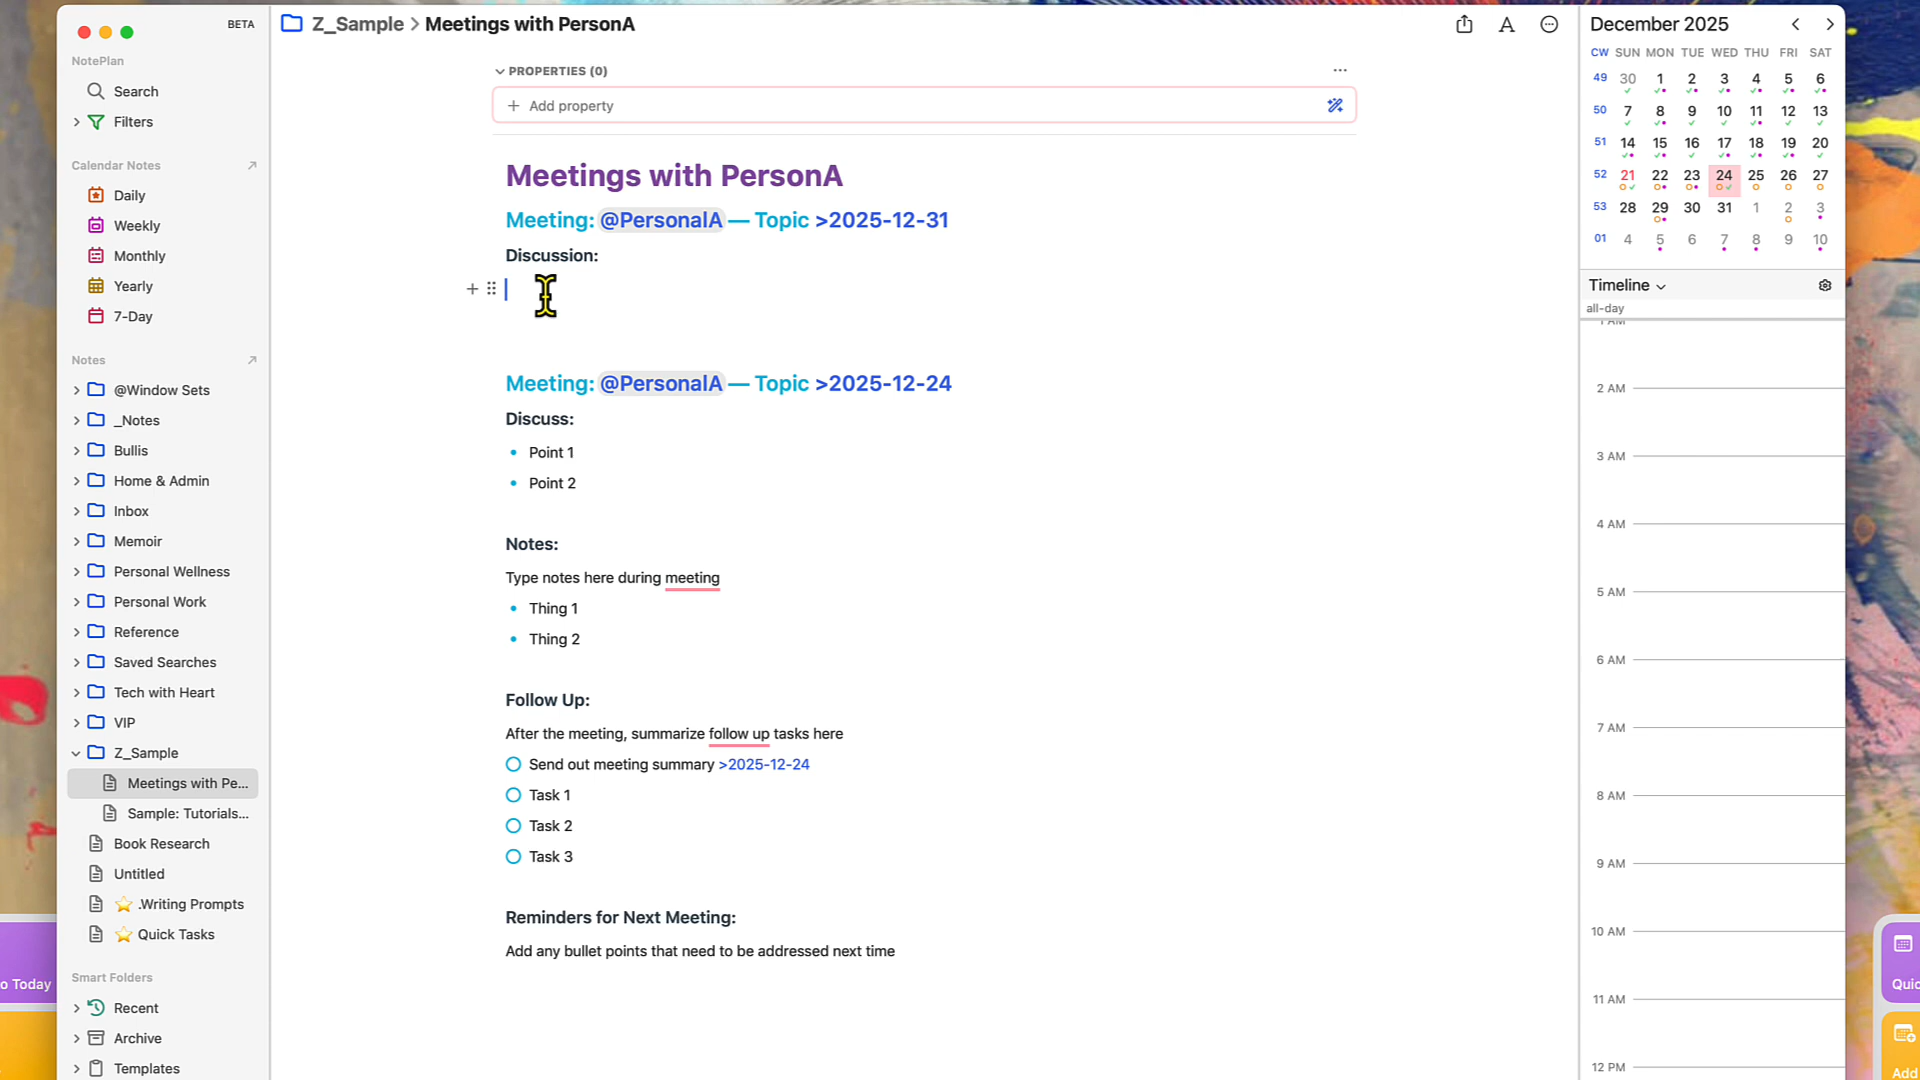 BETA
NotePlan
Search
Filters
Calendar Notes
Daily
Weekly
Monthly
Yearly
7-Day
Notes
@Window Sets
_Notes
Bullis
Home & Admin
Inbox
Memoir
Personal Wellness
Personal Work
Reference
Saved Searches
Tech with Heart
VIP
Z_Sample
Meetings with Pe...
Sample: Tutorials...
Book Research
Untitled
.Writing Prompts
Quick Tasks
Smart Folders
Recent
Archive
Templates
o Today
Z_Sample > Meetings with PersonA
PROPERTIES (0)
Add property
Meetings with PersonA
Meeting: @PersonalA — Topic >2025-12-31
Discussion:
Meeting: @PersonalA — Topic >2025-12-24
Discuss:
• Point 1
• Point 2
Notes:
Type notes here during meeting
• Thing 1
• Thing 2
Follow Up:
After the meeting, summarize follow up tasks here
Send out meeting summary >2025-12-24
Task 1
Task 2
Task 3
Reminders for Next Meeting:
Add any bullet points that need to be addressed next time
December 2025
CW SUN MON TUE WED THU FRI SAT
49 30 1 2 3 4 5 6
50 7 8 9 10 11 12 13
51 14 15 16 17 18 19 20
52 21 22 23 24 25 26 27
53 28 29 30 31 1 2 3
01 4 5 6 7 8 9 10
Timeline
all-day
1 AM
2 AM
3 AM
4 AM
5 AM
6 AM
7 AM
8 AM
9 AM
10 AM
11 AM
12 PM
Quic
Add